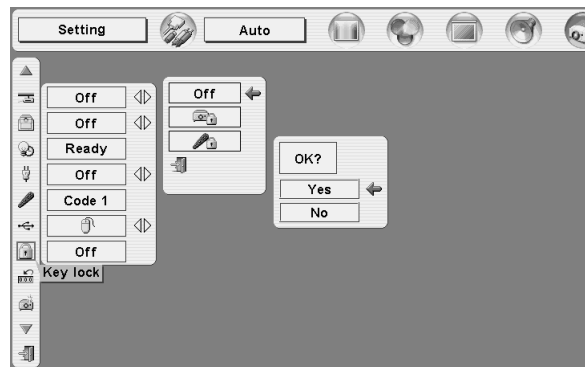 Setting
Auto
Off
Off
Ready
Off
Code 1
Off
Key lock
Off
OK?
Yes
No